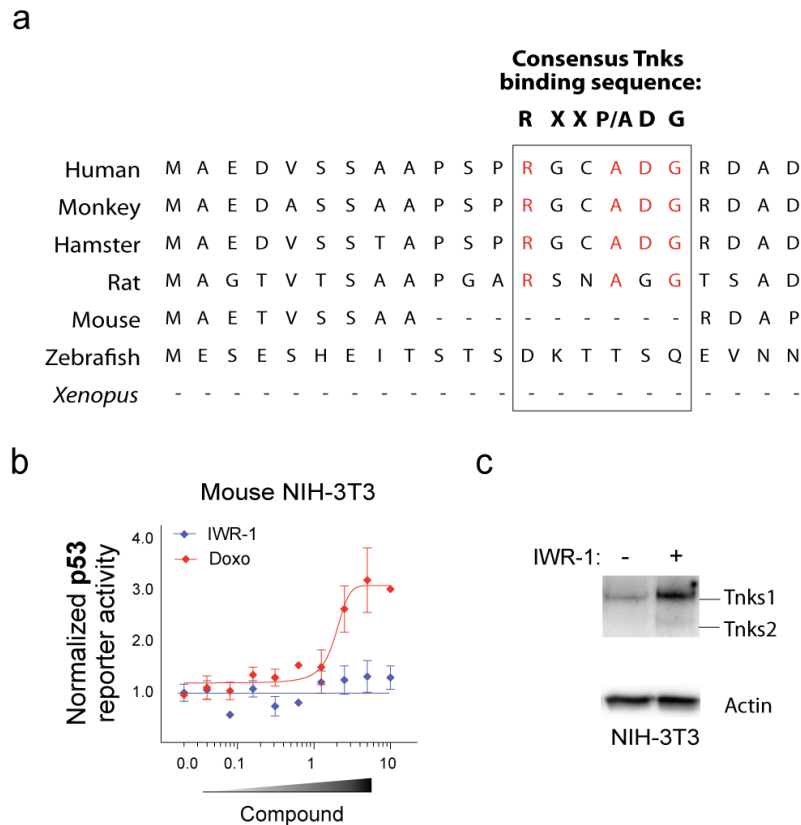 a
Consensus Tnks
binding sequence:
R X X P/A D G
Human M A E D V S S A A P S P R G C A D G R D A D
Monkey M A E D A S S A A P S P R G C A D G R D A D
Hamster M A E D V S S T A P S P R G C A D G R D A D
Rat M A G T V T S A A P G A R S N A G G T S A D
Mouse M A E T V S S A A - - - - - - - - - R D A P
Zebrafish M E S E S H E I T S T S D K T T S Q E V N N
Xenopus - - - - - - - - - - - - - - - - - - - - - -
b
Mouse NIH-3T3
IWR-1
Doxo
Normalized p53
reporter activity
4.0
3.0
2.0
1.0
0.0 0.1 1 10
Compound
c
IWR-1: - +
Tnks1
Tnks2
Actin
NIH-3T3